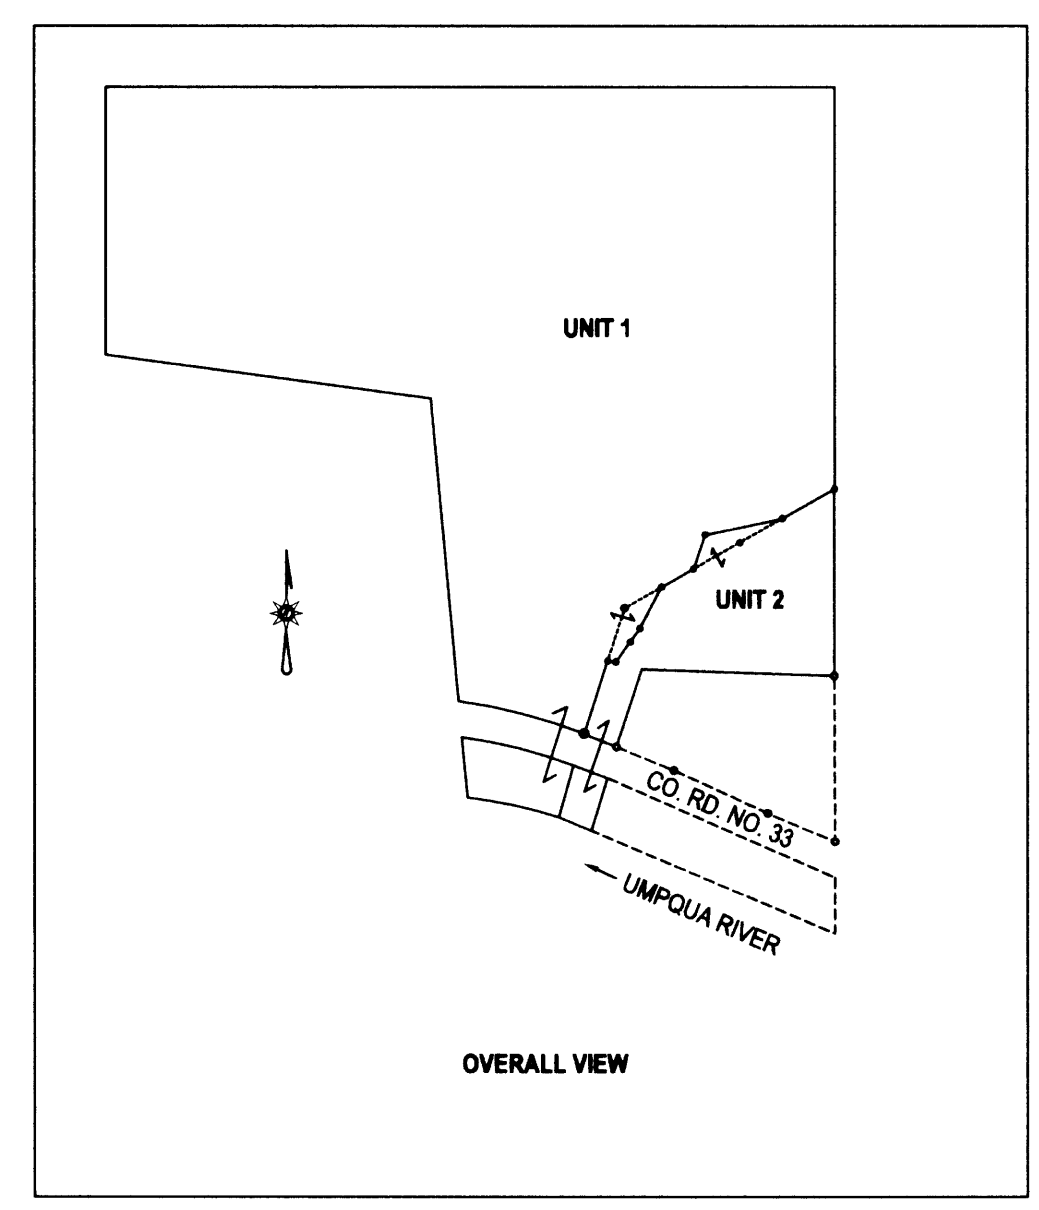 UNIT 1
UNIT 2
CO. RD. NO. 33
UMPQUA RIVER
OVERALL VIEW